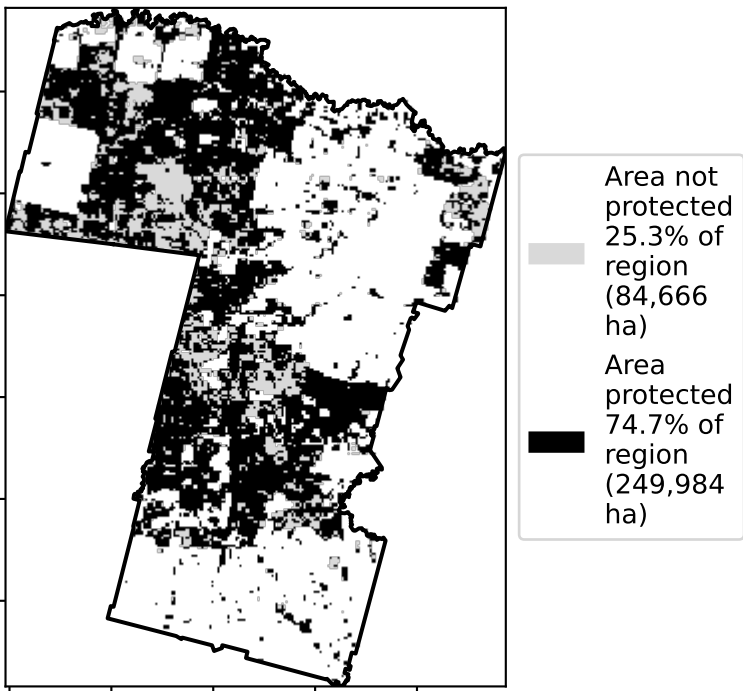 Area not
protected
25.3% of
region
(84,666
ha)
Area
protected
74.7% of
region
(249,984
ha)